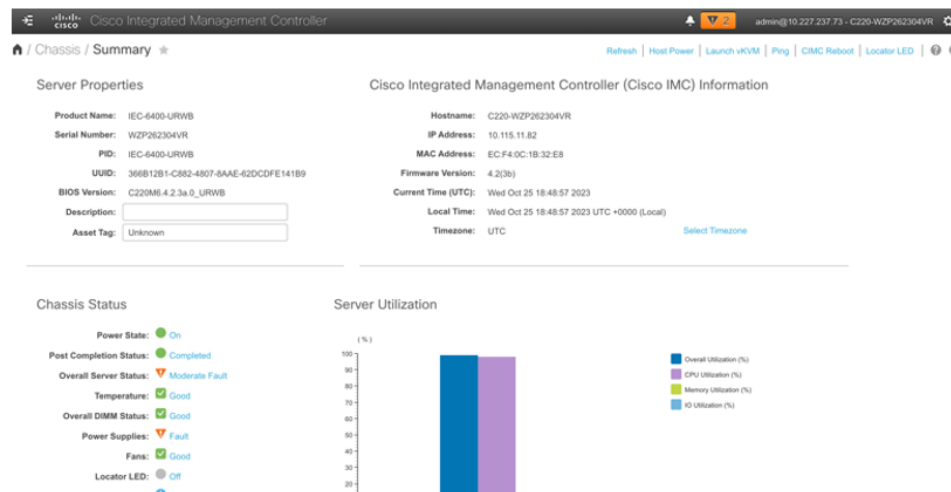 cisco Cisco Integrated Management Controller
2 admin@10.227.237.73 - C220-WZP262304VR
/ Chassis / Summary
Refresh | Host Power | Launch vKVM | Ping | CIMC Reboot | Locator LED |
Server Properties
Product Name: IEC-6400-URWB
Serial Number: WZP262304VR
PID: IEC-6400-URWB
UUID: 366B12B1-C882-4807-8AAE-62DCDFE141B9
BIOS Version: C220M6.4.2.3a.0_URWB
Description:
Asset Tag: Unknown
Cisco Integrated Management Controller (Cisco IMC) Information
Hostname: C220-WZP262304VR
IP Address: 10.115.11.82
MAC Address: EC:F4:0C:1B:32:E8
Firmware Version: 4.2(3b)
Current Time (UTC): Wed Oct 25 18:48:57 2023
Local Time: Wed Oct 25 18:48:57 2023 UTC +0000 (Local)
Timezone: UTC Select Timezone
Chassis Status
Power State: On
Post Completion Status: Completed
Overall Server Status: Moderate Fault
Temperature: Good
Overall DIMM Status: Good
Power Supplies: Fault
Fans: Good
Locator LED: Off
Server Utilization
(%)
100
90
80
70
60
50
40
30
20
Overall Utilization (%)
CPU Utilization (%)
Memory Utilization (%)
IO Utilization (%)